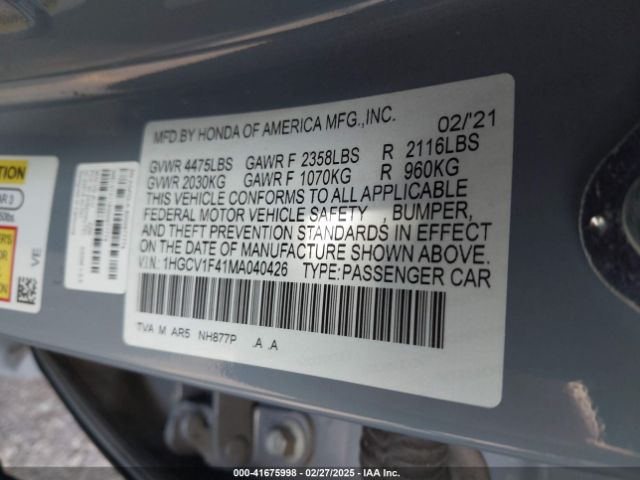 MFD.BY HONDA OF AMERICA MFG.,INC. 02/'21
GVWR 4475LBS GAWR F 2358LBS R 2116LBS
GVWR 2030KG GAWR F 1070KG R 960KG
THIS VEHICLE CONFORMS TO ALL APPLICABLE
FEDERAL MOTOR VEHICLE SAFETY , BUMPER,
AND THEFT PREVENTION STANDARDS IN EFFECT
ON THE DATE OF MANUFACTURE SHOWN ABOVE.
V.I.N: 1HGCV1F41MA040426 TYPE:PASSENGER CAR
TVA M AR5 NH877P .A .A
VE
000-41675998 - 02/27/2025 - IAA Inc.